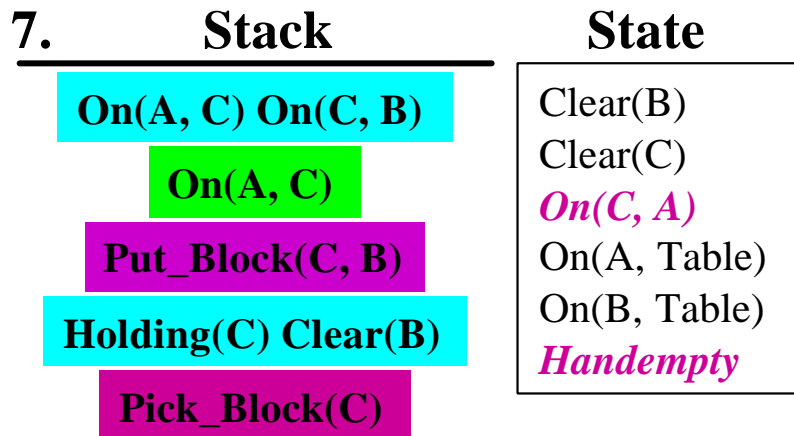 7. Stack State
On(A, C) On(C, B)
On(A, C)
Put_Block(C, B)
Holding(C) Clear(B)
Pick_Block(C)
Clear(B)
Clear(C)
On(C, A)
On(A, Table)
On(B, Table)
Handempty